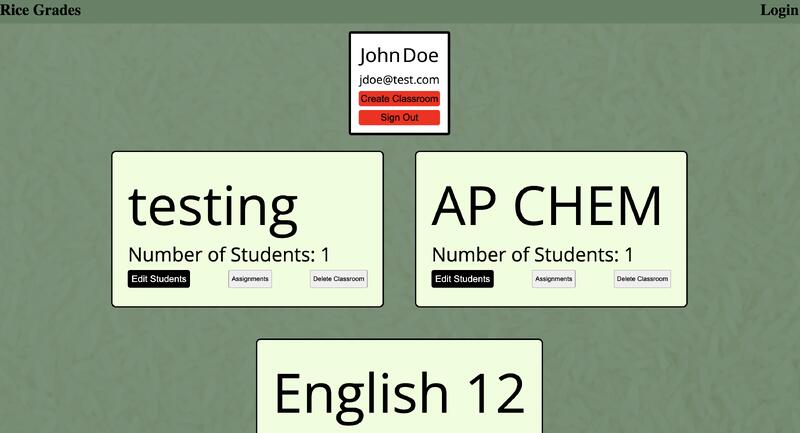 Rice Grades Login
John Doe
jdoe@test.com
Create Classroom
Sign Out
testing
Number of Students: 1
Edit Students Assignments Delete Classroom
AP CHEM
Number of Students: 1
Edit Students Assignments Delete Classroom
English 12